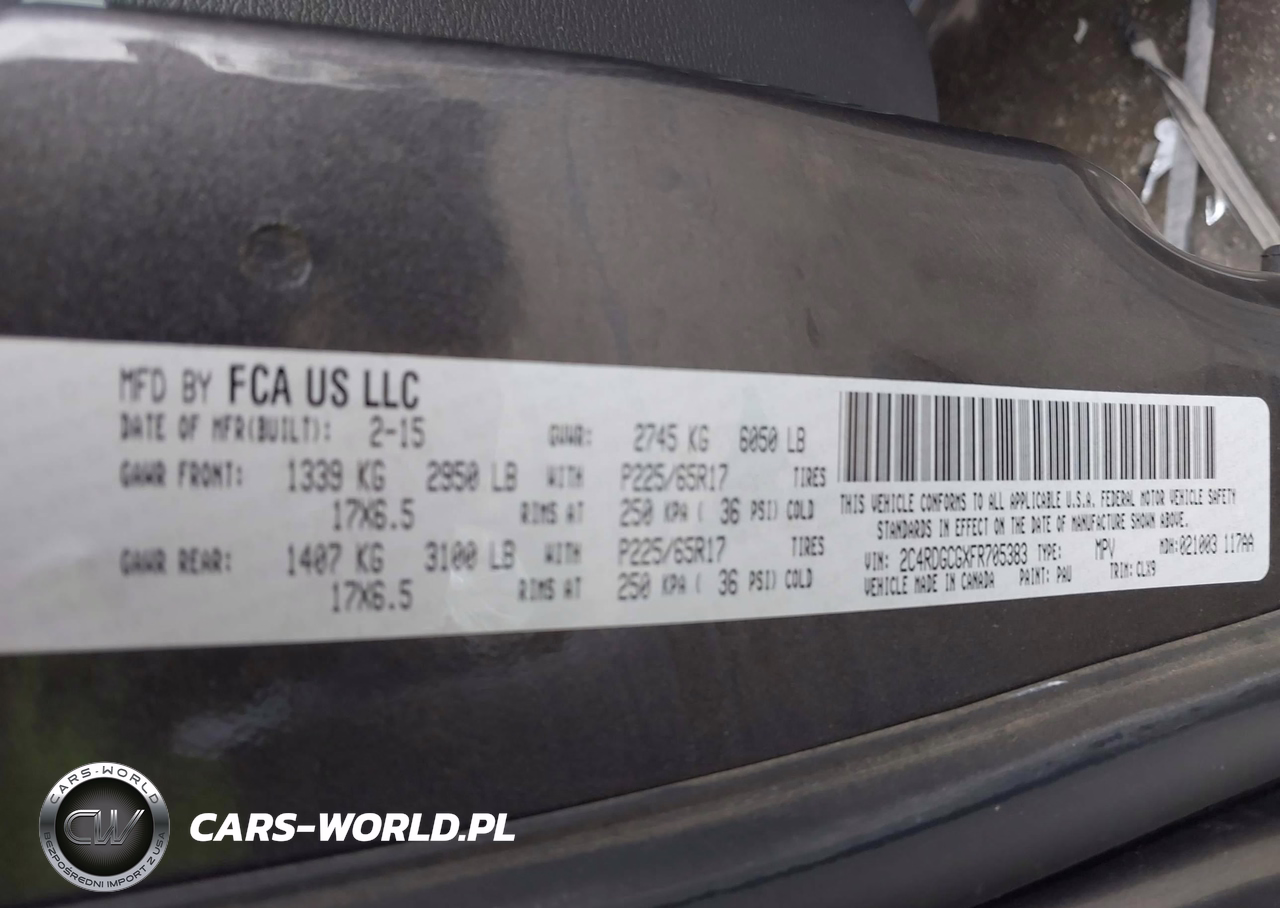 MFD BY FCA US LLC
DATE OF MFR(BUILT): 2-15 GVWR: 2745 KG 6050 LB
GAWR FRONT: 1339 KG 2950 LB WITH P225/65R17 TIRES
17X6.5 RIMS AT 250 KPA ( 36 PSI) COLD
GAWR REAR: 1407 KG 3100 LB WITH P225/65R17 TIRES
17X6.5 RIMS AT 250 KPA ( 36 PSI) COLD
THIS VEHICLE CONFORMS TO ALL APPLICABLE U.S.A. FEDERAL MOTOR VEHICLE SAFETY
STANDARDS IN EFFECT ON THE DATE OF MANUFACTURE SHOWN ABOVE.
VIN: 2C4RDGCGXFR705383 TYPE: MPV MDH:021003 117AA
VEHICLE MADE IN CANADA PAINT: PAU TRIM: CLX9
CARS-WORLD
CW
BEZPOŚREDNI IMPORT Z USA
CARS-WORLD.PL